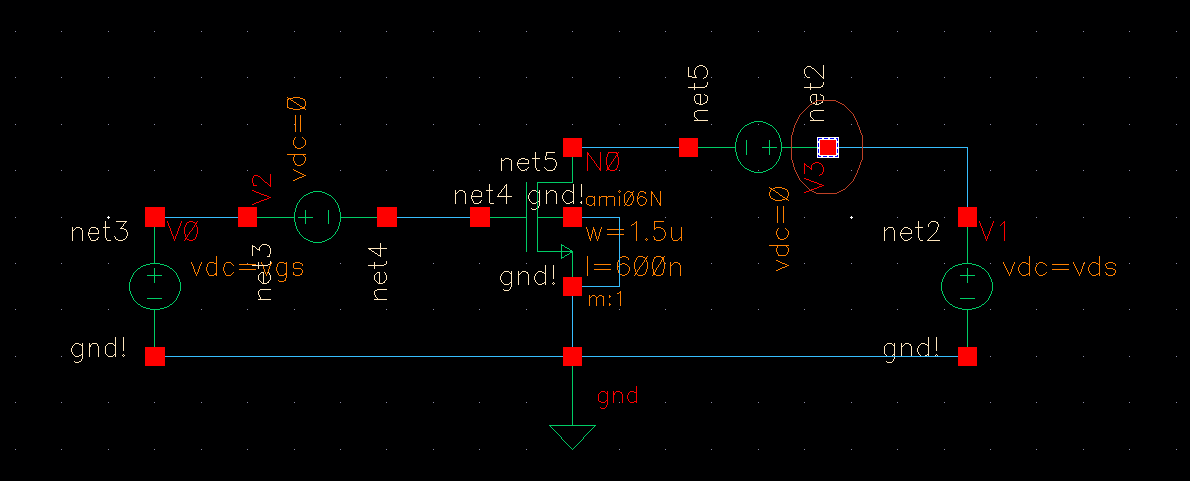 net5
net2
vdc=0
net5
N0
V2
net4
gnd!
ami06N
V3
net3
V0
w=1.5u
vdc=0
net2
V1
net3
vdc=vgs
net4
gnd!
l=600n
vdc=vds
m:1
gnd!
gnd!
gnd